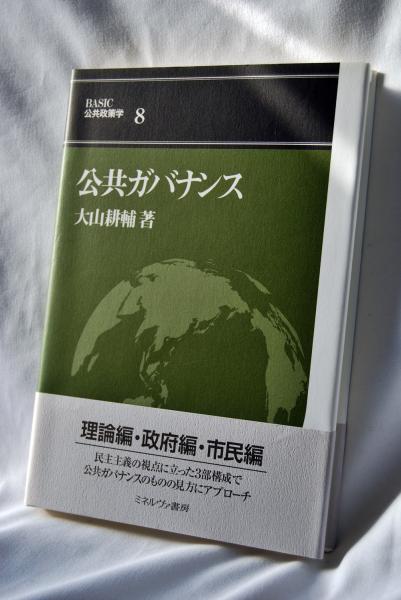 BASIC
公共政策学 8
公共ガバナンス
大山耕輔 著
理論編・政府編・市民編
民主主義の視点に立った3部構成で
公共ガバナンスのものの見方にアプローチ
ミネルヴァ書房